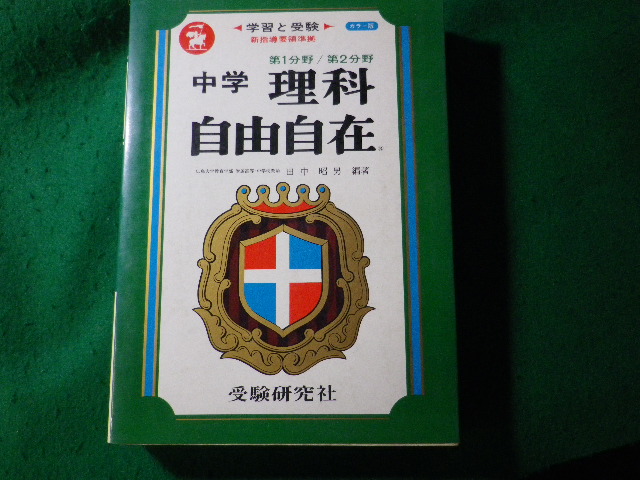 学習と受験
カラー版
新指導要領準拠
第1分野/第2分野
中学 理科
自由自在
田中昭男 編著
受験研究社